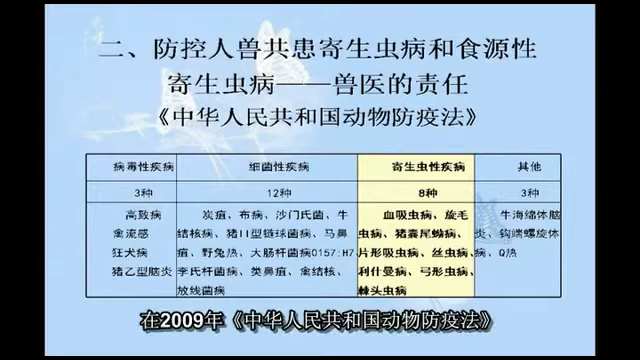 二、防控人兽共患寄生虫病和食源性
寄生虫病——兽医的责任
《中华人民共和国动物防疫法》
病毒性疾病 细菌性疾病 寄生虫性疾病 其他
3种 12种 8种 3种
高致病
禽流感
狂犬病
猪乙型脑炎
炭疽、布病、沙门氏菌、牛
结核病、猪II型链球菌病、马鼻
疽、野兔热、大肠杆菌O157:H7、
李氏杆菌病、类鼻疽、禽结核、
放线菌病
血吸虫病、旋毛
虫病、猪囊尾蚴病、
片形吸虫病、丝虫病、
利什曼病、弓形虫病、
棘头虫病
牛海绵体脑
炎、钩端螺旋体
病、Q热
在2009年《中华人民共和国动物防疫法》